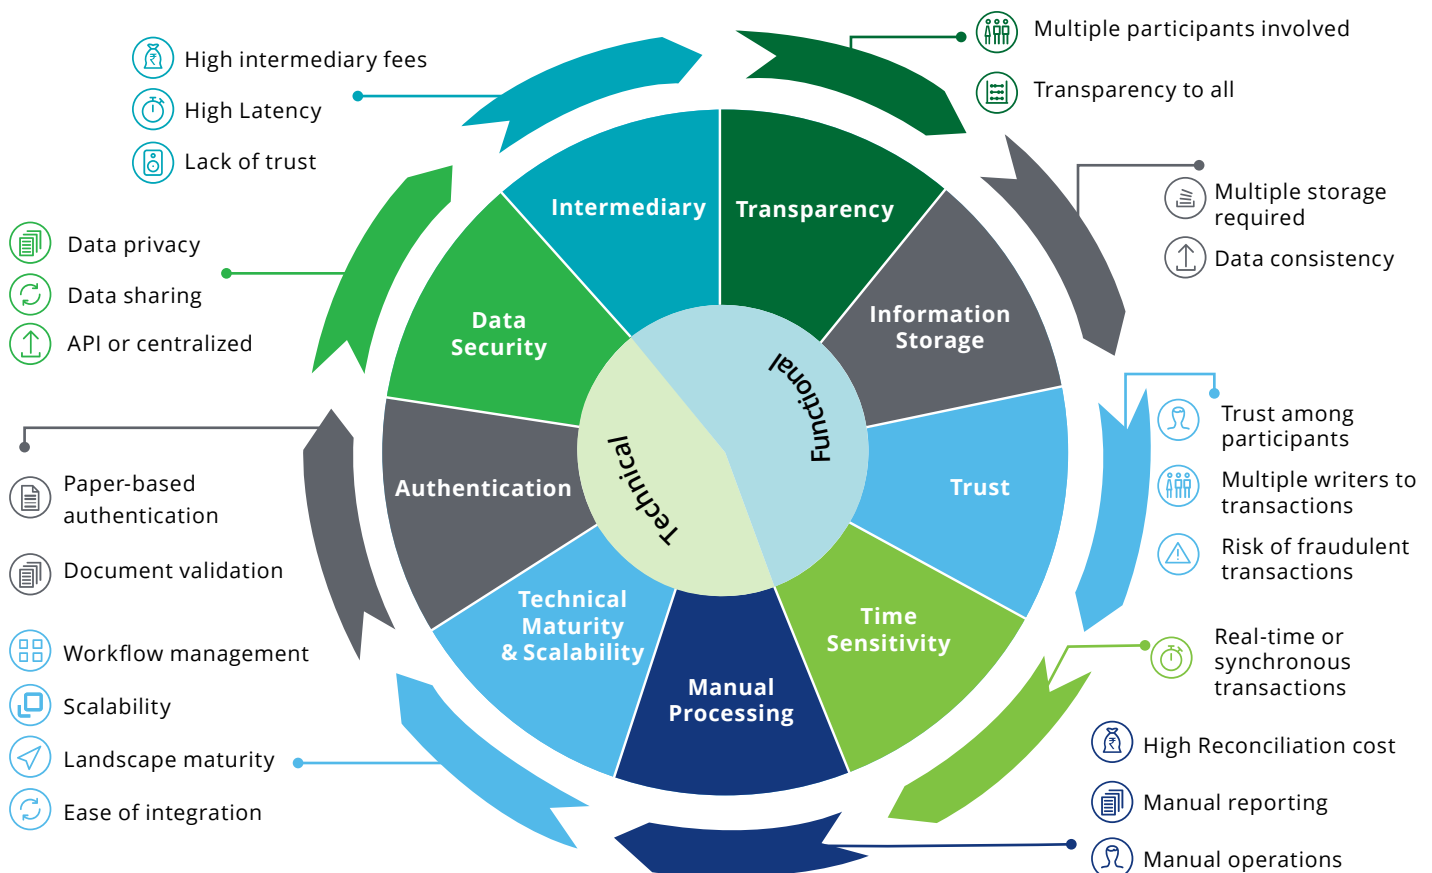 High intermediary fees
High Latency
Lack of trust
Multiple participants involved
Transparency to all
Multiple storage
required
Data consistency
Data privacy
Data sharing
API or centralized
Intermediary
Transparency
Data
Security
Information
Storage
Functional
Technical
Trust among
participants
Multiple writers to
transactions
Risk of fraudulent
transactions
Paper-based
authentication
Document validation
Authentication
Trust
Technical
Maturity
& Scalability
Time
Sensitivity
Manual
Processing
Workflow management
Scalability
Landscape maturity
Ease of integration
Real-time or
synchronous
transactions
High Reconciliation cost
Manual reporting
Manual operations